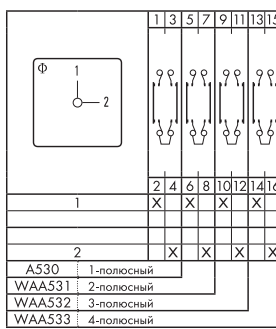 1 3 5 7 9 11 13 15
Ф 1
2
2 4 6 8 10 12 14 16
1 X X X X
2 X X X X
A530 1-полюсный
WAA531 2-полюсный
WAA532 3-полюсный
WAA533 4-полюсный